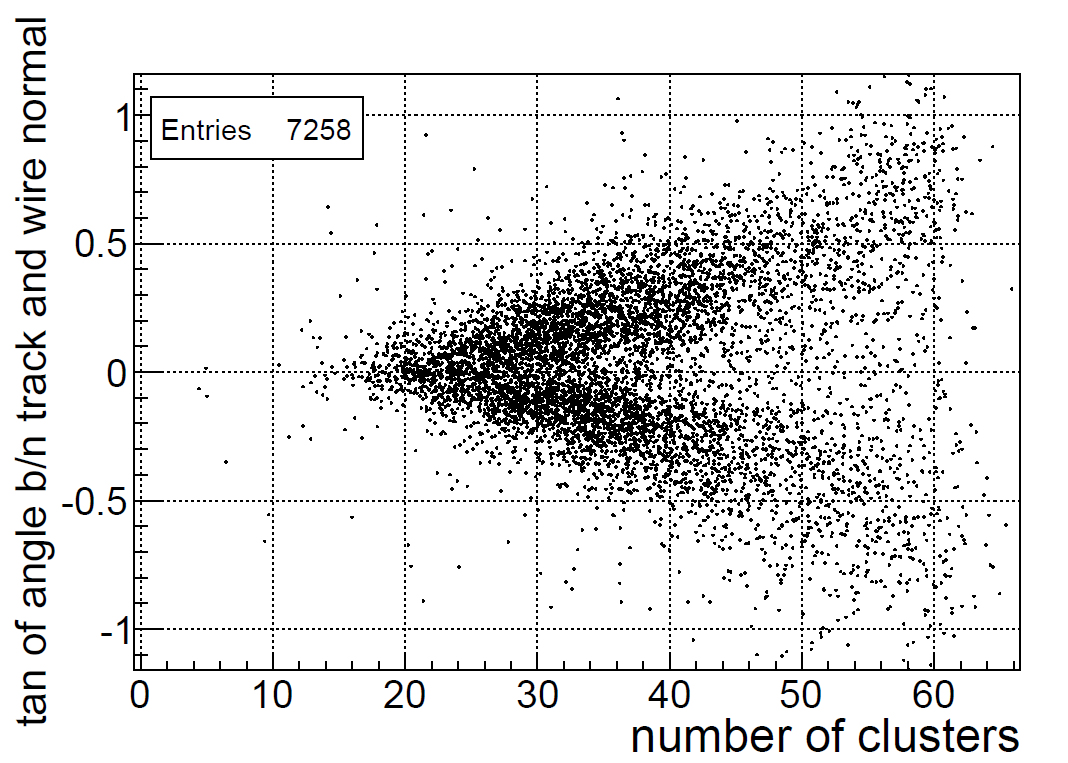 tan of angle b/n track and wire normal
Entries 7258
1
0.5
0
-0.5
-1
0 10 20 30 40 50 60
number of clusters